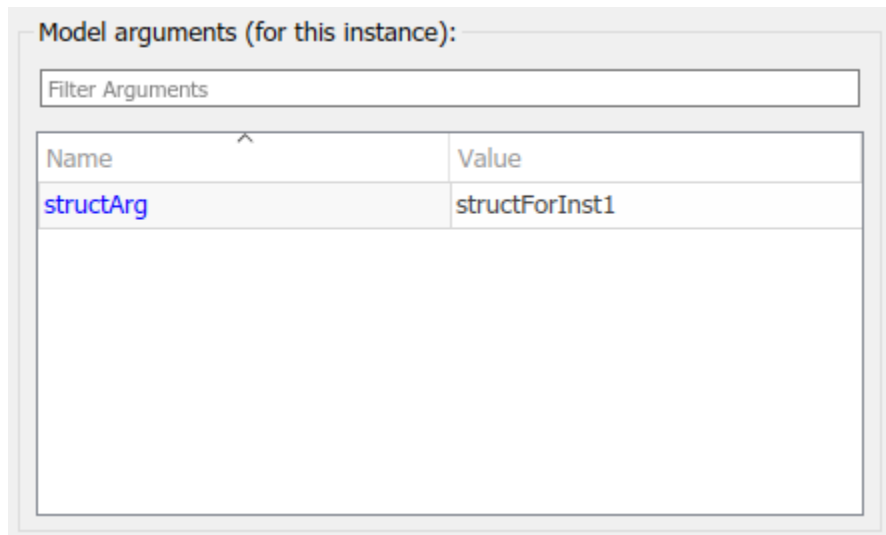 Model arguments (for this instance):
Filter Arguments
Name Value
structArg structForInst1